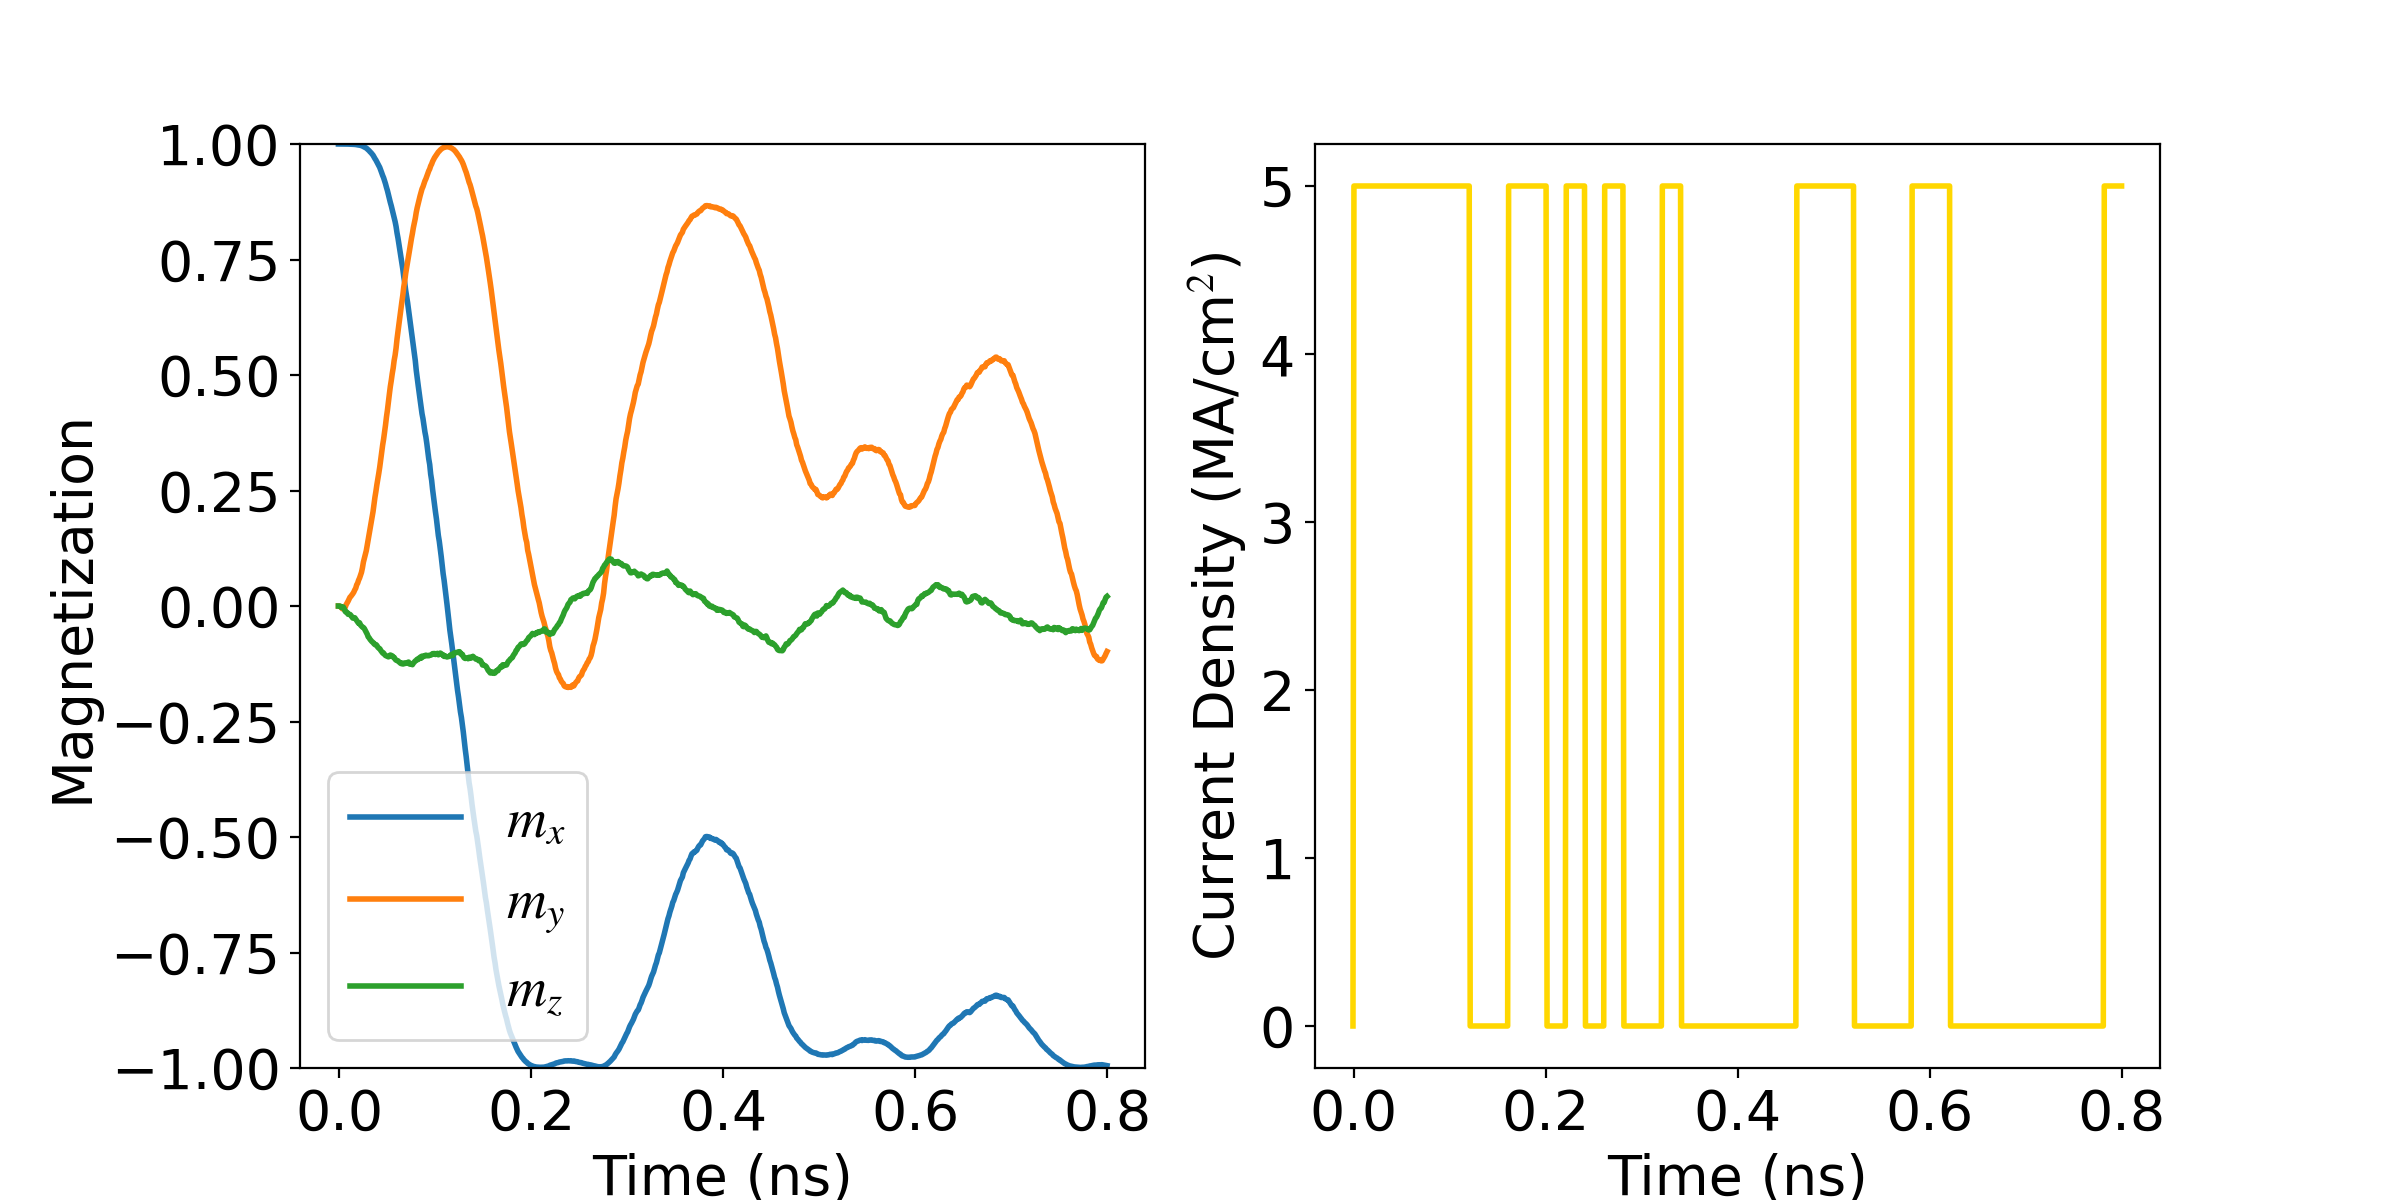 Magnetization
1.00
0.75
0.50
0.25
0.00
−0.25
−0.50
−0.75
−1.00
m_x
m_y
m_z
0.0 0.2 0.4 0.6 0.8
Time (ns)
Current Density (MA/cm²)
5
4
3
2
1
0
0.0 0.2 0.4 0.6 0.8
Time (ns)